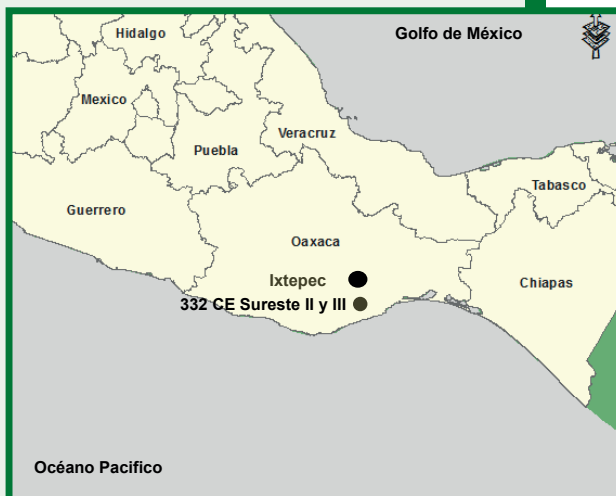 Hidalgo
Golfo de México
Mexico
Veracruz
Puebla
Tabasco
Guerrero
Oaxaca
Ixtepec
Chiapas
332 CE Sureste II y III
Océano Pacifico